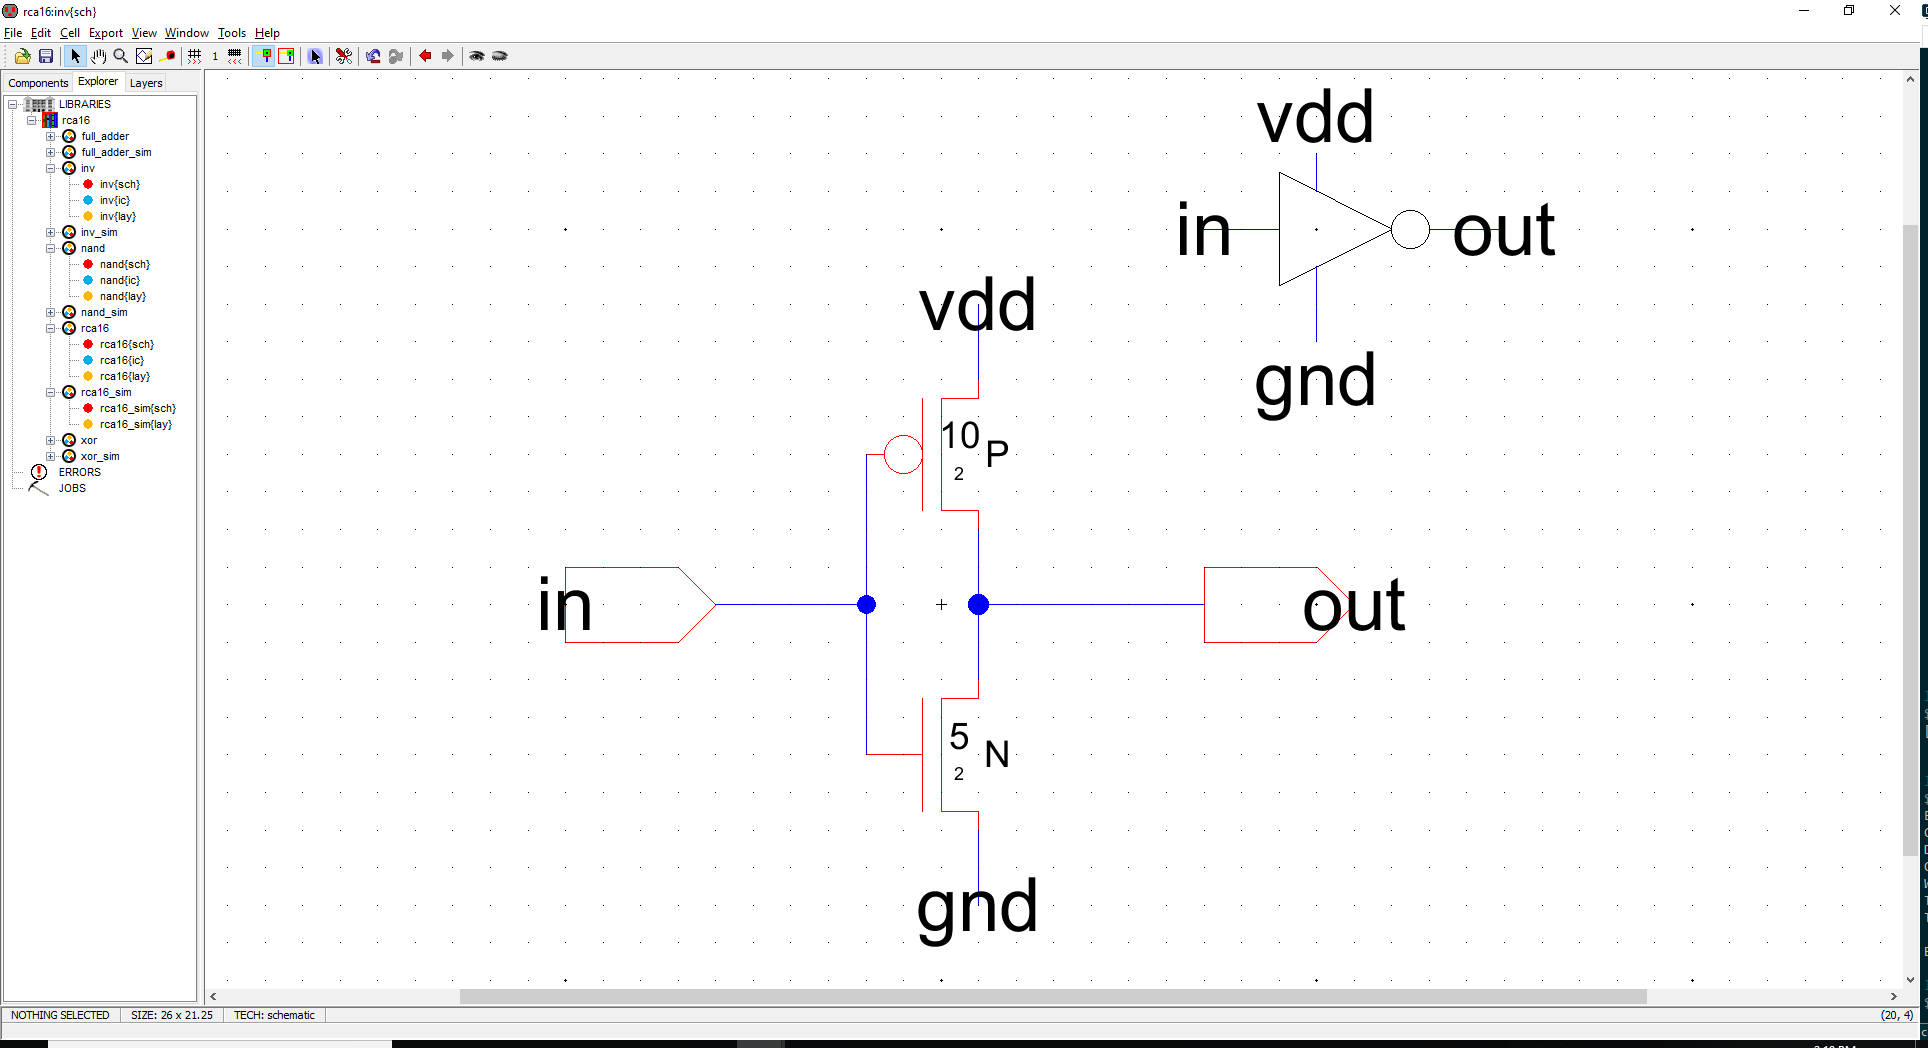 rca16:inv{sch}
File Edit Cell Export View Window Tools Help
1
Components Explorer Layers
LIBRARIES
rca16
full_adder
full_adder_sim
inv
inv{sch}
inv{ic}
inv{lay}
inv_sim
nand
nand{sch}
nand{ic}
nand{lay}
nand_sim
rca16
rca16{sch}
rca16{ic}
rca16{lay}
rca16_sim
rca16_sim{sch}
rca16_sim{lay}
xor
xor_sim
ERRORS
JOBS
vdd
in out
gnd
vdd
10 P
2
in out
5 N
2
gnd
NOTHING SELECTED SIZE: 26 x 21.25 TECH: schematic (20, 4)